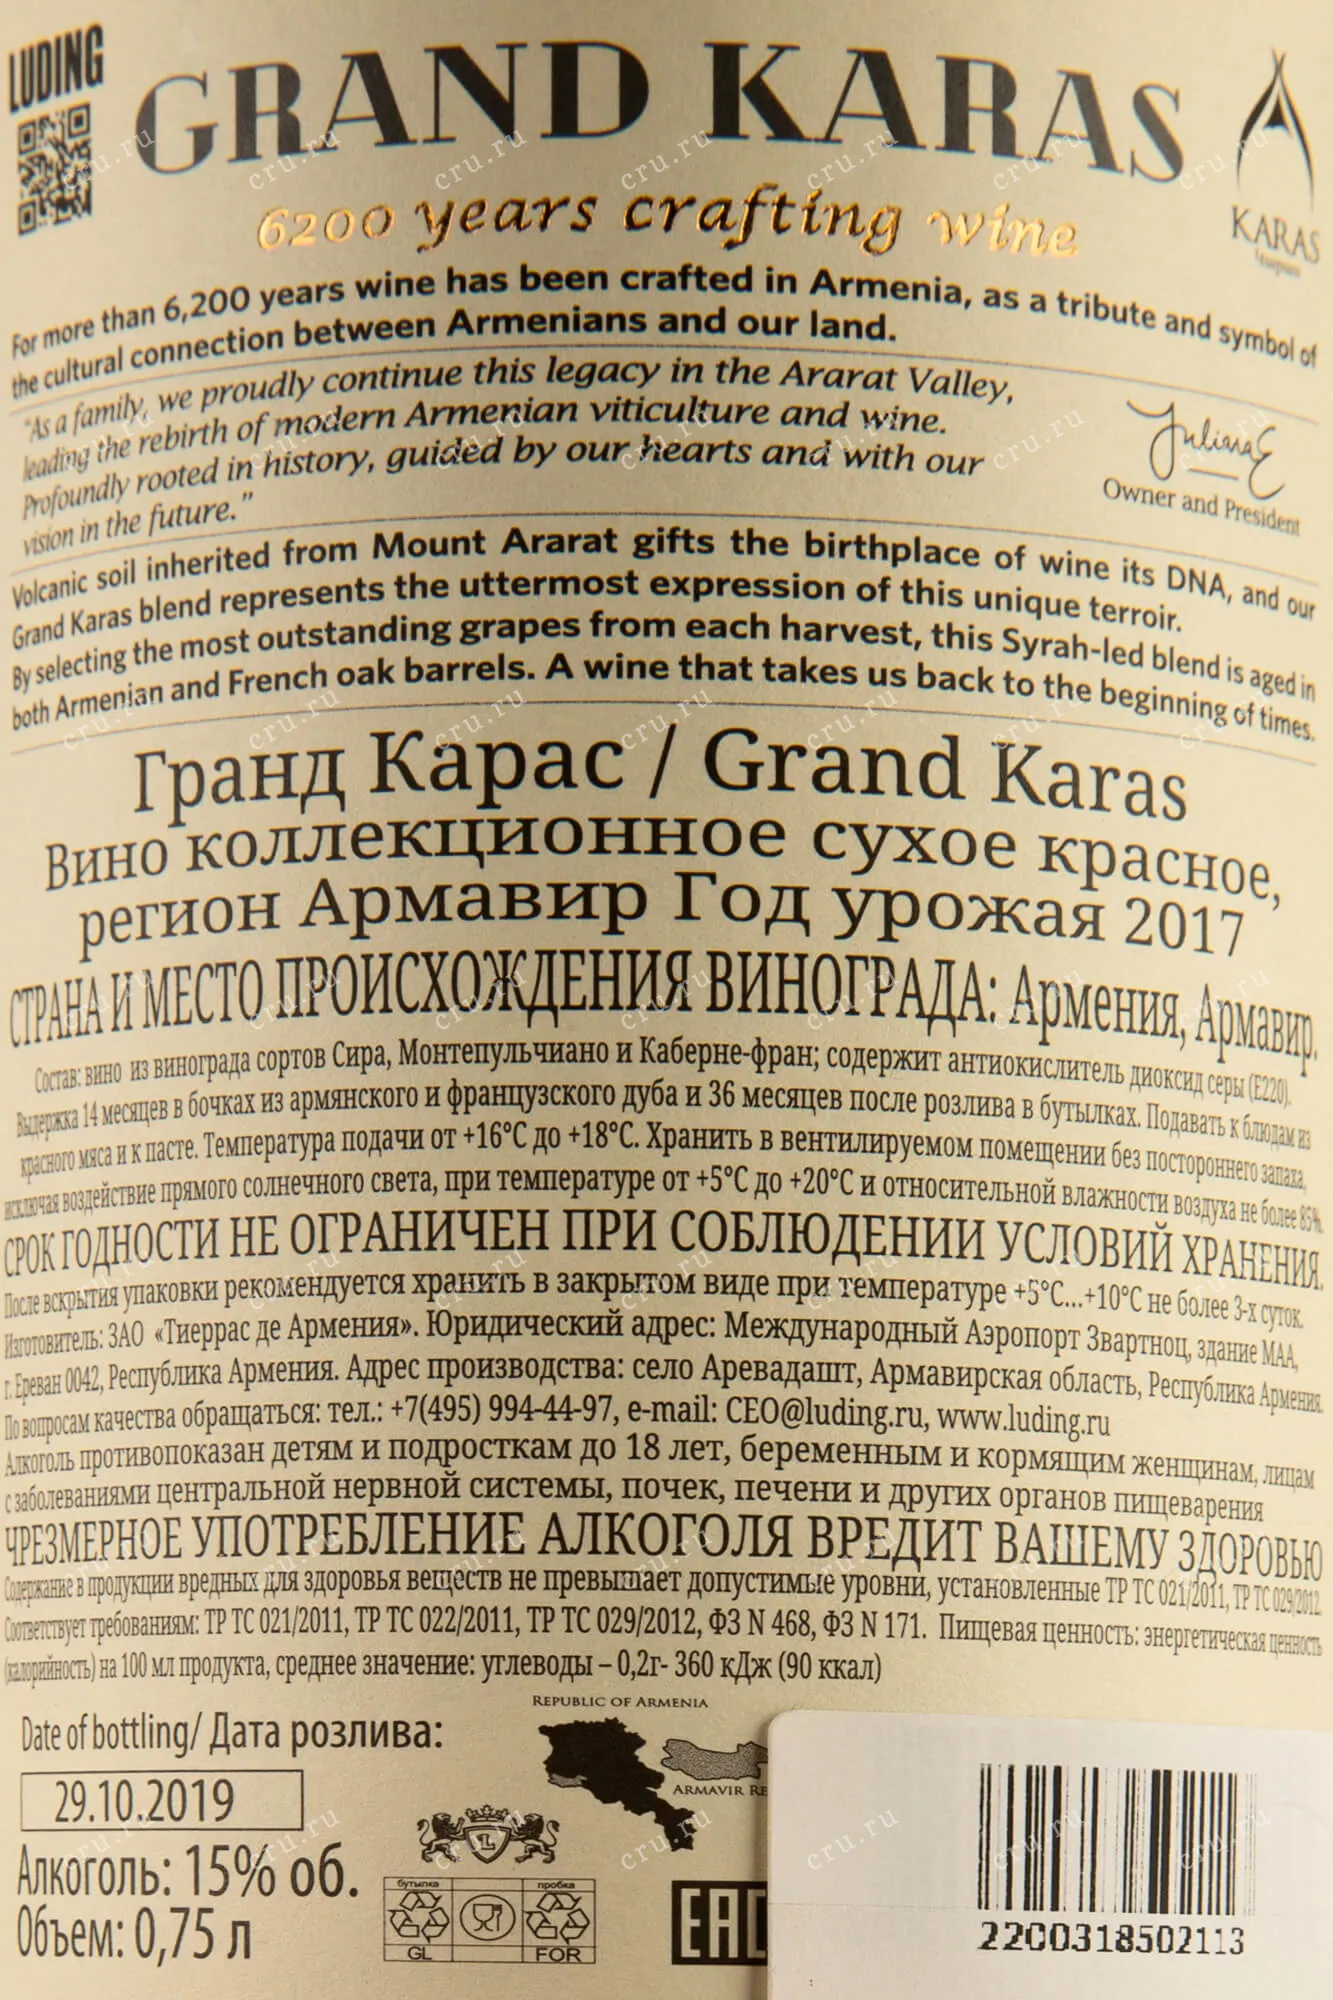 LUDING
GRAND KARAS
KARAS
6200 years crafting wine
For more than 6,200 years wine has been crafted in Armenia, as a tribute and symbol of
the cultural connection between Armenians and our land.
"As a family, we proudly continue this legacy in the Ararat Valley,
leading the rebirth of modern Armenian viticulture and wine.
Profoundly rooted in history, guided by our hearts and with our
vision in the future."
JulianaE
Owner and President
Volcanic soil inherited from Mount Ararat gifts the birthplace of wine its DNA, and our
Grand Karas blend represents the uttermost expression of this unique terroir.
By selecting the most outstanding grapes from each harvest, this Syrah-led blend is aged in
both Armenian and French oak barrels. A wine that takes us back to the beginning of times.
Гранд Карас / Grand Karas
Вино коллекционное сухое красное,
регион Армавир Год урожая 2017
СТРАНА И МЕСТО ПРОИСХОЖДЕНИЯ ВИНОГРАДА: Армения, Армавир.
Состав: вино из винограда сортов Сира, Монтепульчиано и Каберне-фран; содержит антиокислитель диоксид серы (Е220).
Выдержка 14 месяцев в бочках из армянского и французского дуба и 36 месяцев после розлива в бутылках. Подавать к блюдам из
красного мяса и к пасте. Температура подачи от +16°С до +18°С. Хранить в вентилируемом помещении без постороннего запаха,
исключая воздействие прямого солнечного света, при температуре от +5°С до +20°С и относительной влажности воздуха не более 85%.
СРОК ГОДНОСТИ НЕ ОГРАНИЧЕН ПРИ СОБЛЮДЕНИИ УСЛОВИЙ ХРАНЕНИЯ.
После вскрытия упаковки рекомендуется хранить в закрытом виде при температуре +5°С...+10°С не более 3-х суток.
Изготовитель: ЗАО «Тиеррас де Армения». Юридический адрес: Международный Аэропорт Звартноц, здание МАА,
г. Ереван 0042, Республика Армения. Адрес производства: село Аревадашт, Армавирская область, Республика Армения.
По вопросам качества обращаться: тел.: +7(495) 994-44-97, e-mail: CEO@luding.ru, www.luding.ru
Алкоголь противопоказан детям и подросткам до 18 лет, беременным и кормящим женщинам, лицам
с заболеваниями центральной нервной системы, почек, печени и других органов пищеварения
ЧРЕЗМЕРНОЕ УПОТРЕБЛЕНИЕ АЛКОГОЛЯ ВРЕДИТ ВАШЕМУ ЗДОРОВЬЮ
Содержание в продукции вредных для здоровья веществ не превышает допустимые уровни, установленные ТР ТС 021/2011, ТР ТС 029/2012.
Соответствует требованиям: ТР ТС 021/2011, ТР ТС 022/2011, ТР ТС 029/2012, ФЗ N 468, ФЗ N 171. Пищевая ценность: энергетическая ценность
(калорийность) на 100 мл продукта, среднее значение: углеводы – 0,2г- 360 кДж (90 ккал)
REPUBLIC OF ARMENIA
ARMAVIR RE
Date of bottling/ Дата розлива:
29.10.2019
Алкоголь: 15% об.
Объем: 0,75 л
L
бутылка пробка
GL FOR
EAC
2200318502113
cru.ru